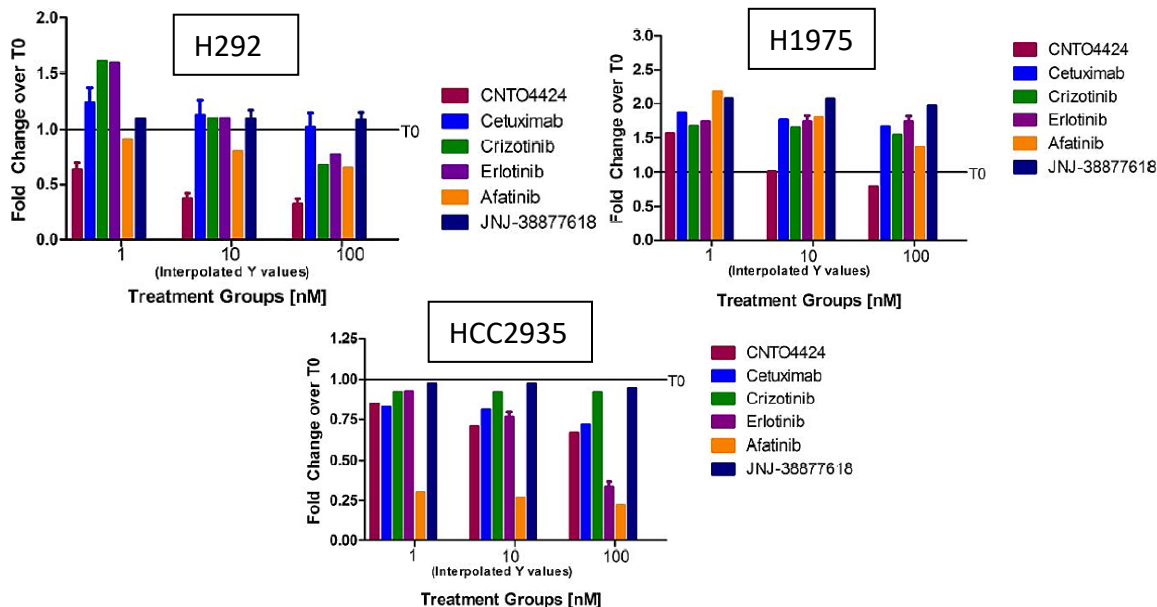 H292
Fold Change over T0
2.0
1.5
1.0
0.5
0.0
T0
1
10
100
(Interpolated Y values)
Treatment Groups [nM]
CNTO4424
Cetuximab
Crizotinib
Erlotinib
Afatinib
JNJ-38877618
H1975
Fold Change over T0
3.0
2.5
2.0
1.5
1.0
0.5
0.0
T0
1
10
100
(Interpolated Y values)
Treatment Groups [nM]
CNTO4424
Cetuximab
Crizotinib
Erlotinib
Afatinib
JNJ-38877618
HCC2935
Fold Change over T0
1.25
1.00
0.75
0.50
0.25
0.00
T0
1
10
100
(Interpolated Y values)
Treatment Groups [nM]
CNTO4424
Cetuximab
Crizotinib
Erlotinib
Afatinib
JNJ-38877618